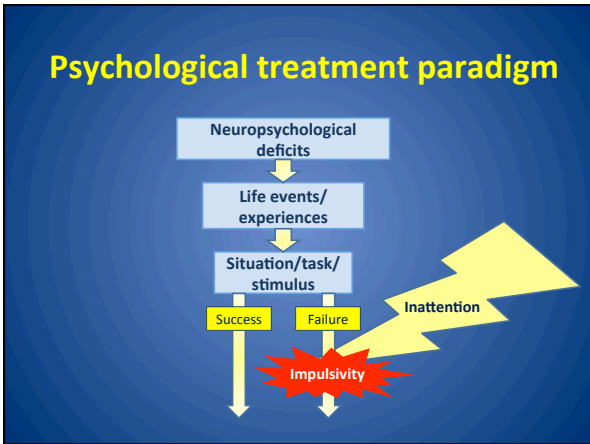 Psychological treatment paradigm
Neuropsychological
deficits
Life events/
experiences
Situation/task/
stimulus
Success
Failure
Inattention
Impulsivity